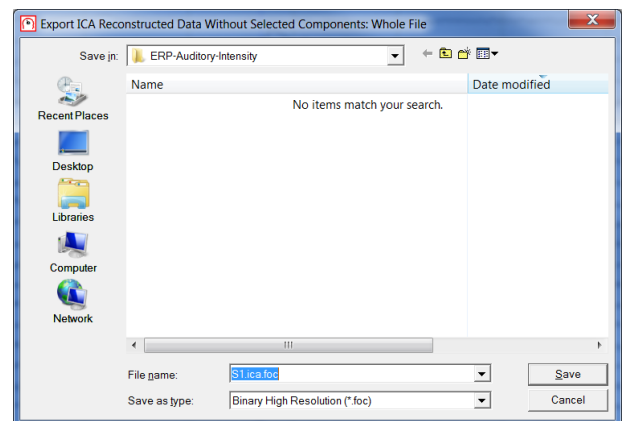 Export ICA Reconstructed Data Without Selected Components: Whole File
Save in: ERP-Auditory-Intensity
Name Date modified
No items match your search.
Recent Places
Desktop
Libraries
Computer
Network
File name: S1.ica.foc Save
Save as type: Binary High Resolution (*.foc) Cancel